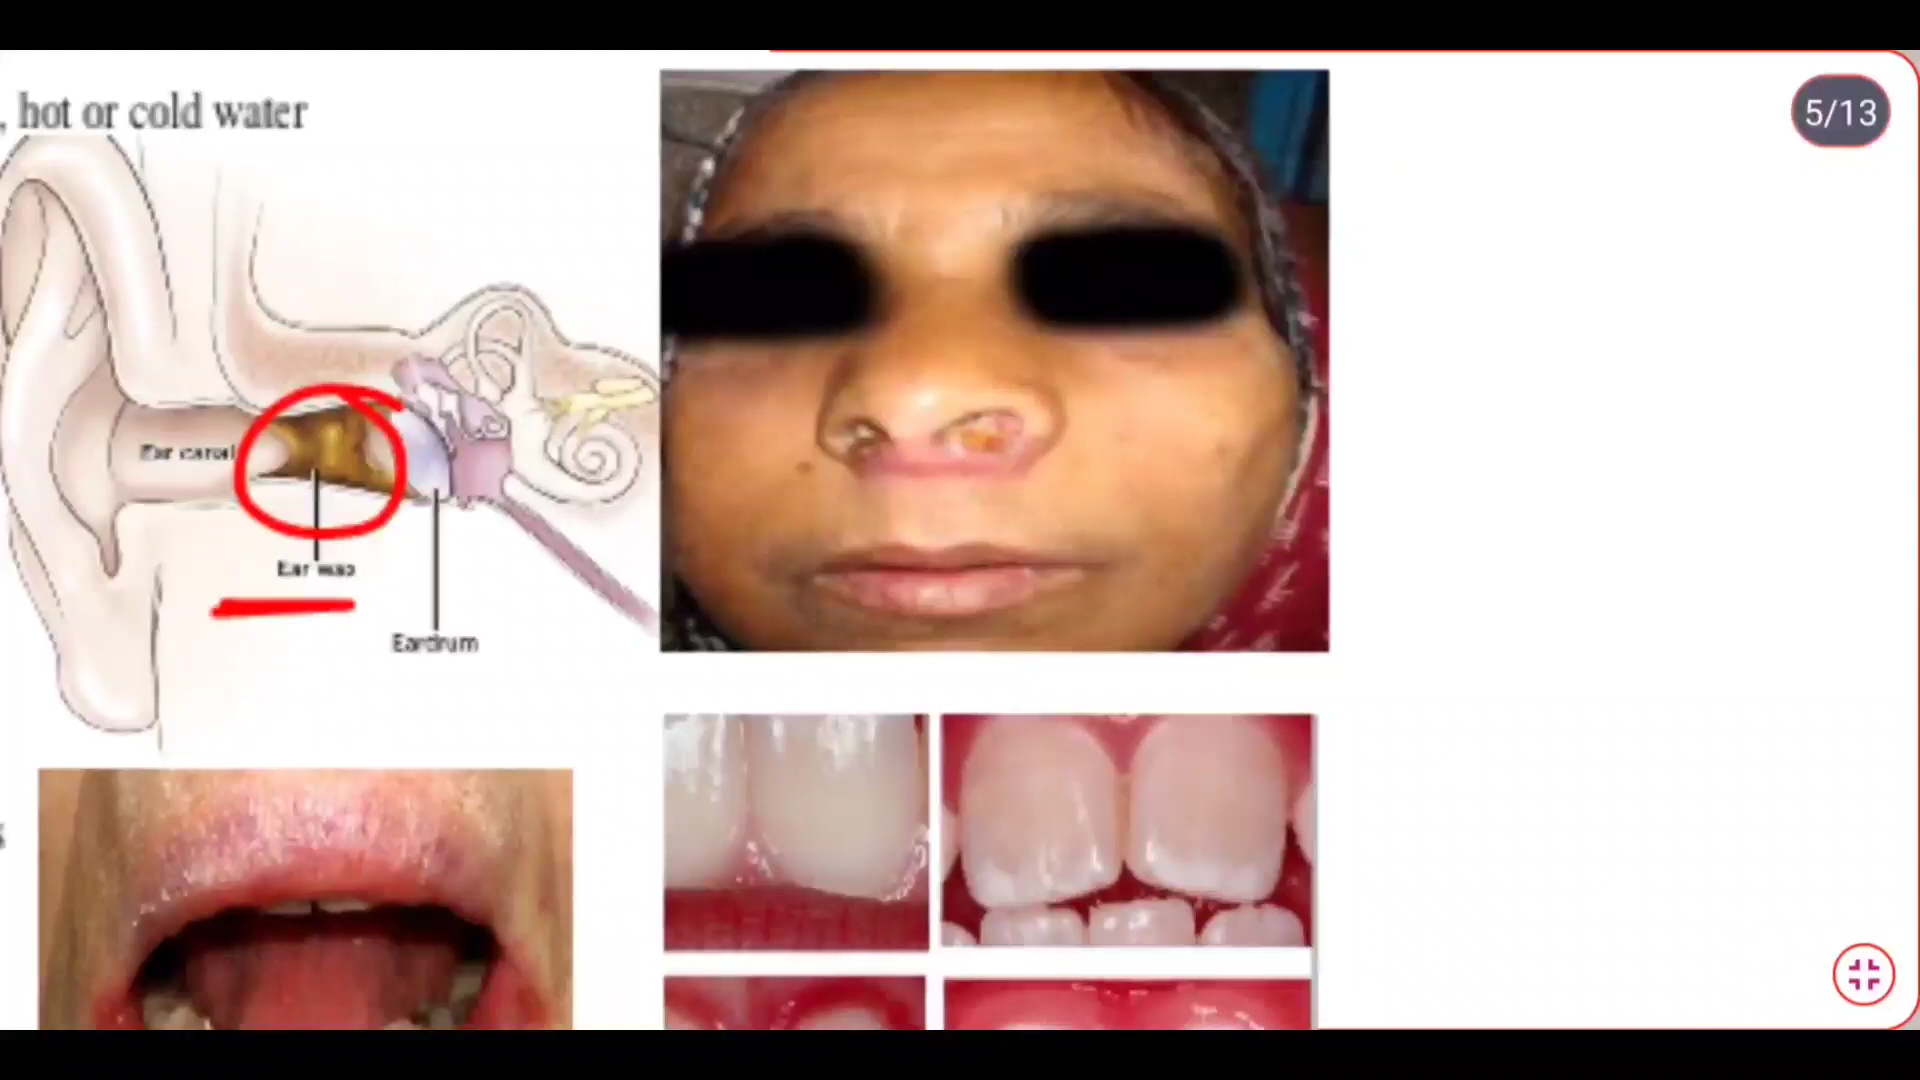 , hot or cold water
5/13
Ear canal
Ear wax
Eardrum
s